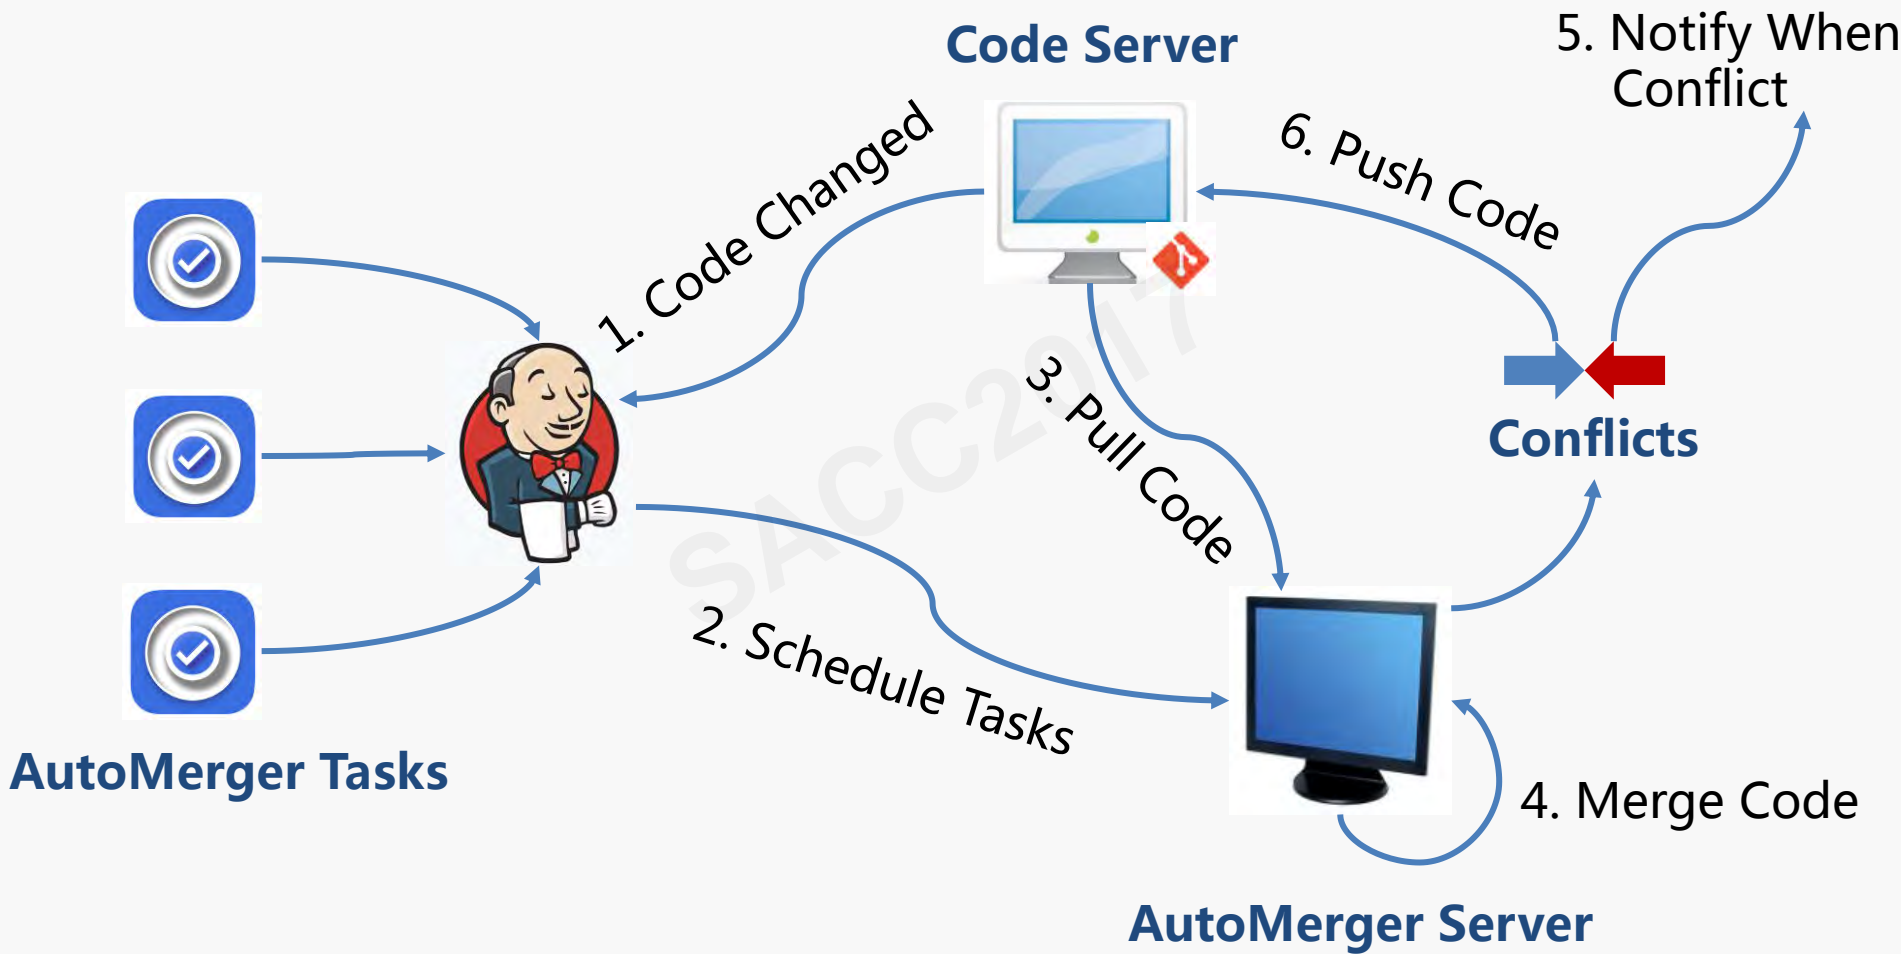 Code Server
5. Notify When
Conflict
1. Code Changed
6. Push Code
3. Pull Code
SACC2017
Conflicts
2. Schedule Tasks
AutoMerger Tasks
4. Merge Code
AutoMerger Server